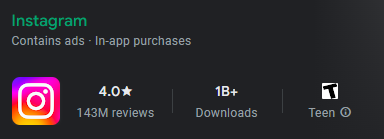 Instagram
Contains ads · In-app purchases
4.0★ 1B+ T
143M reviews Downloads Teen ⓘ